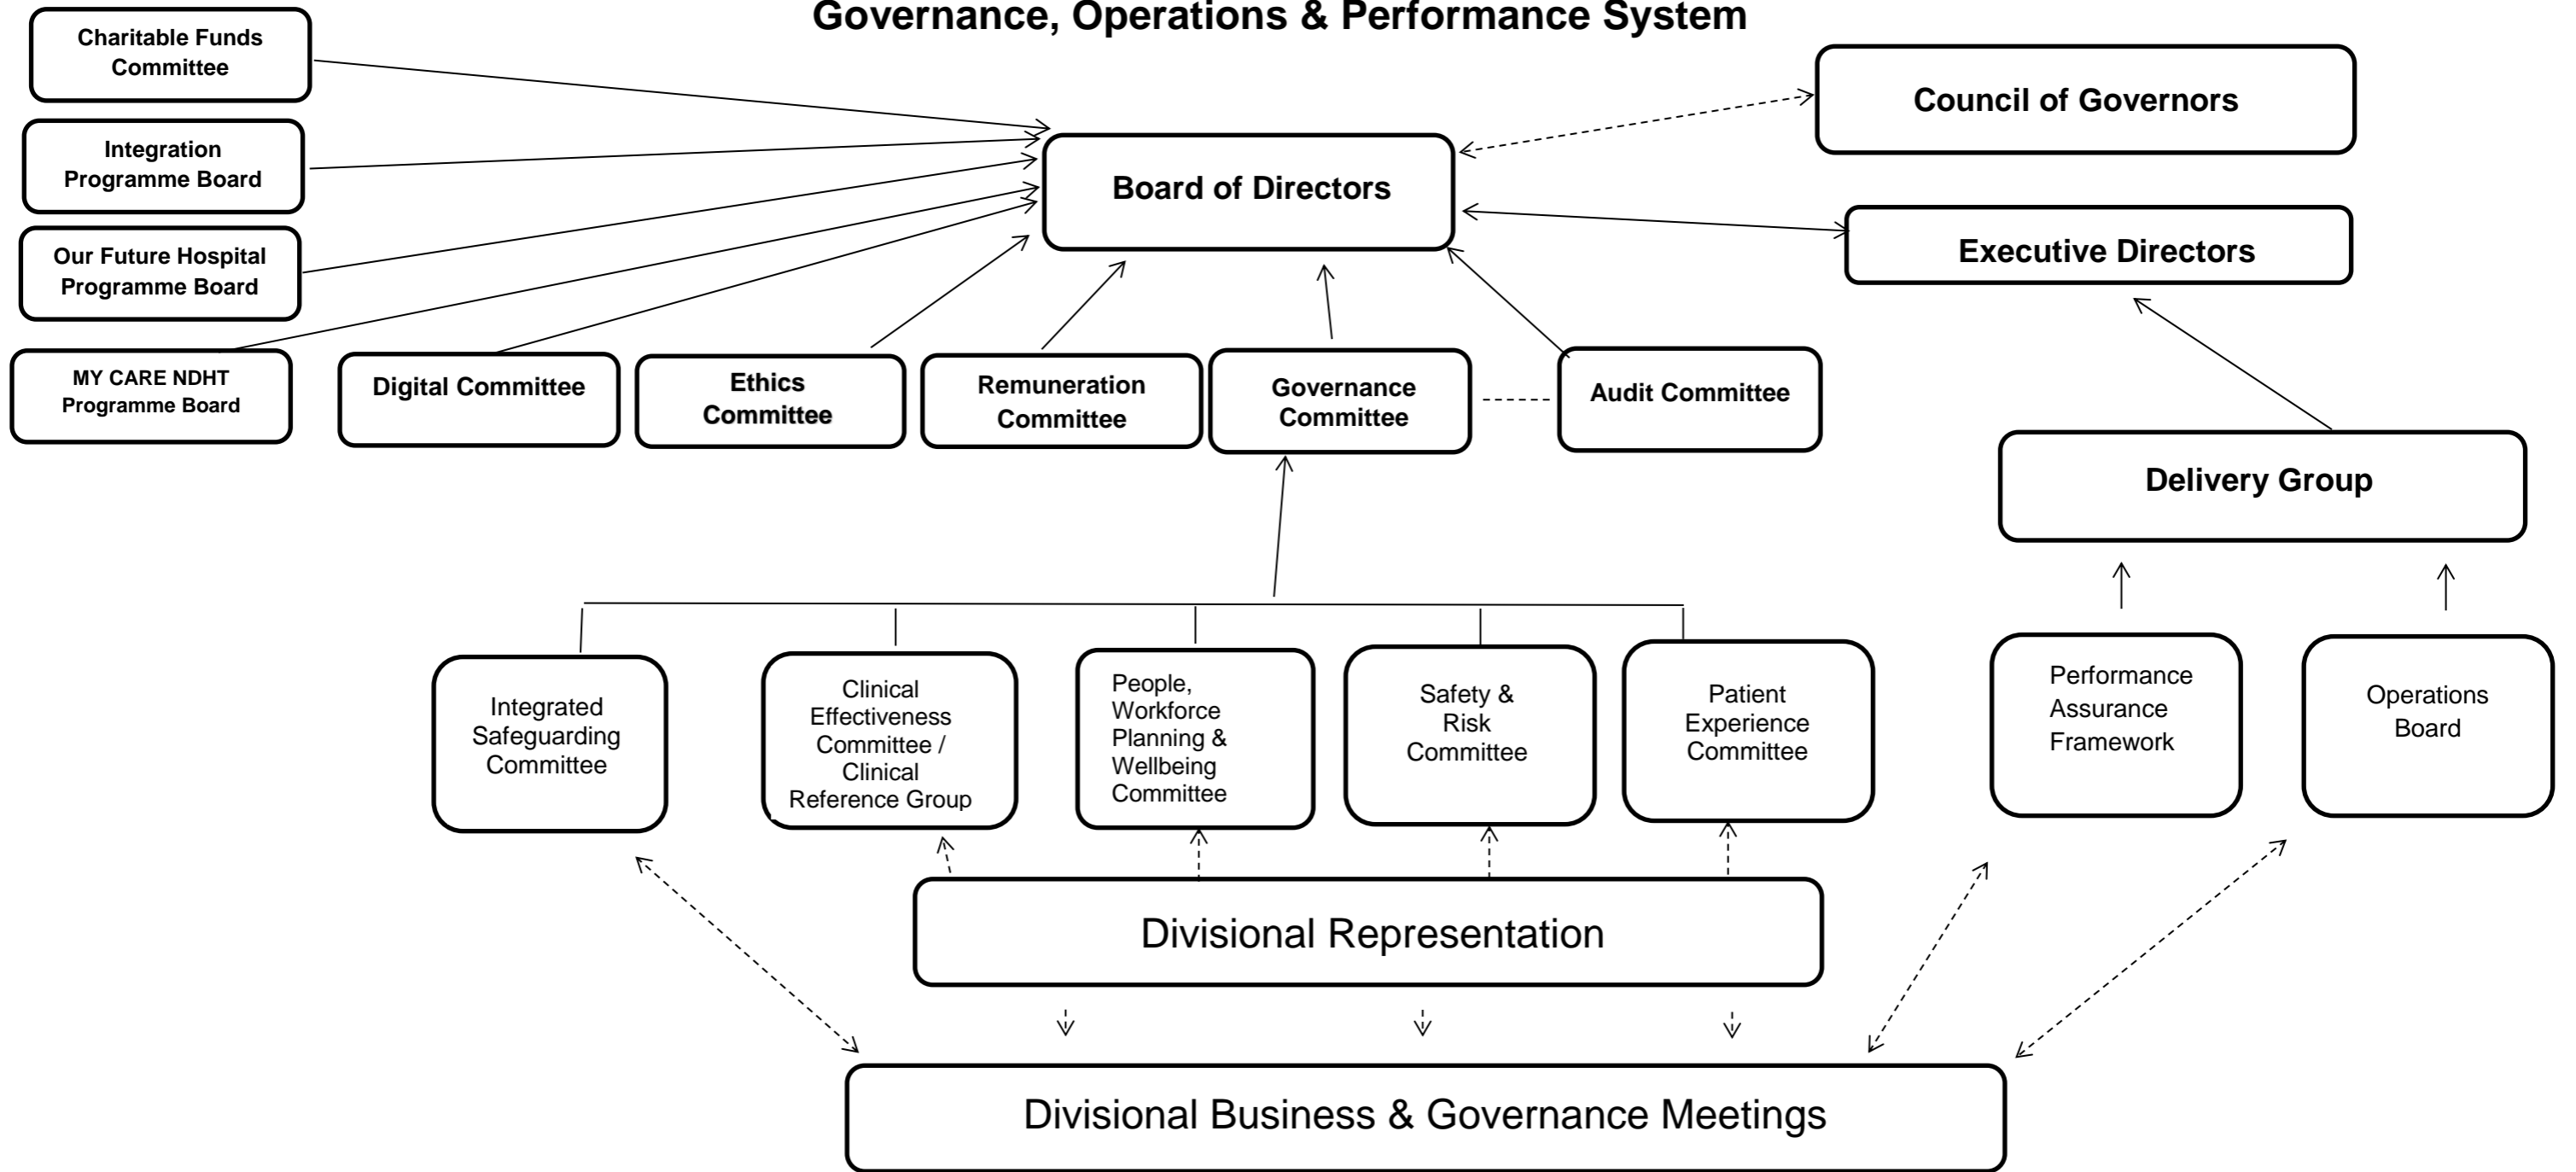 Governance, Operations & Performance System
Charitable Funds
Committee
Integration
Programme Board
Our Future Hospital
Programme Board
MY CARE NDHT
Programme Board
Council of Governors
Board of Directors
Executive Directors
Digital Committee
Ethics
Committee
Remuneration
Committee
Governance
Committee
Audit Committee
Delivery Group
Integrated
Safeguarding
Committee
Clinical
Effectiveness
Committee /
Clinical
Reference Group
People,
Workforce
Planning &
Wellbeing
Committee
Safety &
Risk
Committee
Patient
Experience
Committee
Performance
Assurance
Framework
Operations
Board
Divisional Representation
Divisional Business & Governance Meetings